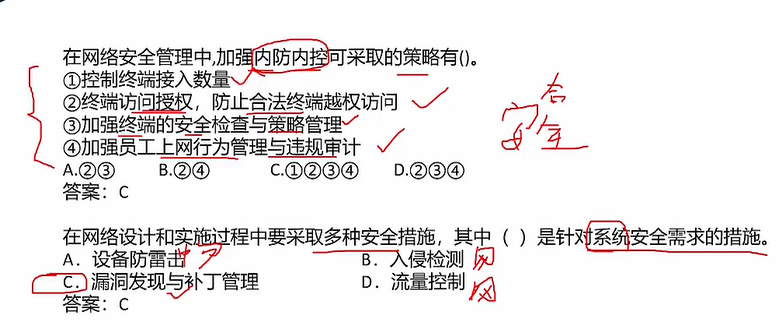 在网络安全管理中,加强内防内控可采取的策略有()。
①控制终端接入数量
②终端访问授权，防止合法终端越权访问
③加强终端的安全检查与策略管理
④加强员工上网行为管理与违规审计
A.②③ B.②④ C.①②③④ D.②③④
答案：C
安全
在网络设计和实施过程中要采取多种安全措施，其中（ ）是针对系统安全需求的措施。
A．设备防雷击 B．入侵检测 网
C．漏洞发现与补丁管理 D．流量控制 网
答案：C